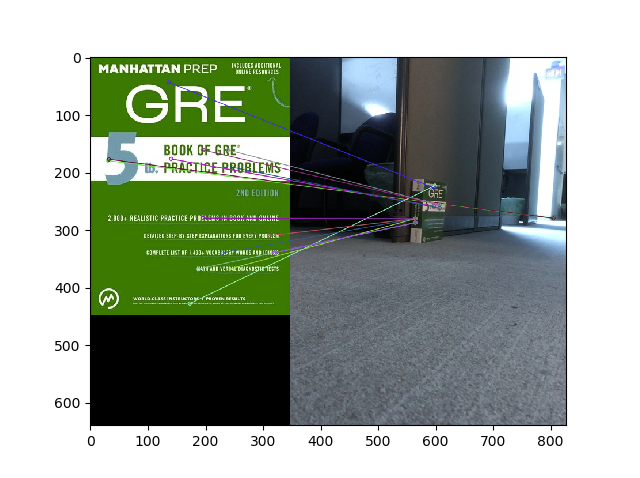 MANHATTAN PREP
INCLUDES ADDITIONAL
ONLINE RESOURCES
GRE®
5 lb. BOOK OF GRE®
PRACTICE PROBLEMS
2ND EDITION
2,000+ REALISTIC PRACTICE PROBLEMS IN BOOK AND ONLINE
DETAILED STEP-BY-STEP EXPLANATIONS FOR EVERY PROBLEM
COMPLETE LIST OF 1,400+ VOCABULARY WORDS AND
MATH AND VERBAL DIAGNOSTIC TESTS
WORLD-CLASS INSTRUCTORS PROVEN RESULTS
GRE
0
100
200
300
400
500
600
0
100
200
300
400
500
600
700
800